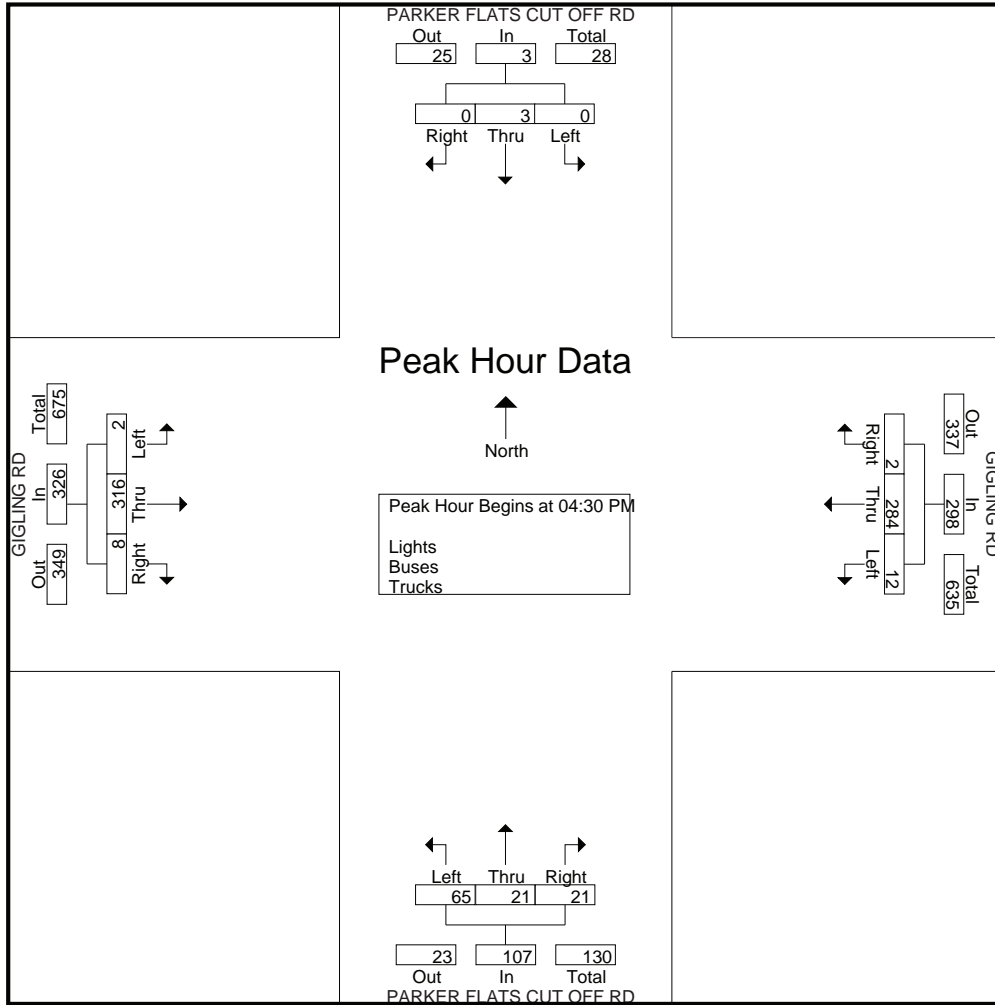 PARKER FLATS CUT OFF RD
Out In Total
25 3 28
0 3 0
Right Thru Left
Peak Hour Data
North
Peak Hour Begins at 04:30 PM
Lights
Buses
Trucks
GIGLING RD
Total In Out
675 326 349
2 316 8
Left Thru Right
GIGLING RD
Out In Total
337 298 635
2 284 12
Right Thru Left
Left Thru Right
65 21 21
23 107 130
Out In Total
PARKER FLATS CUT OFF RD